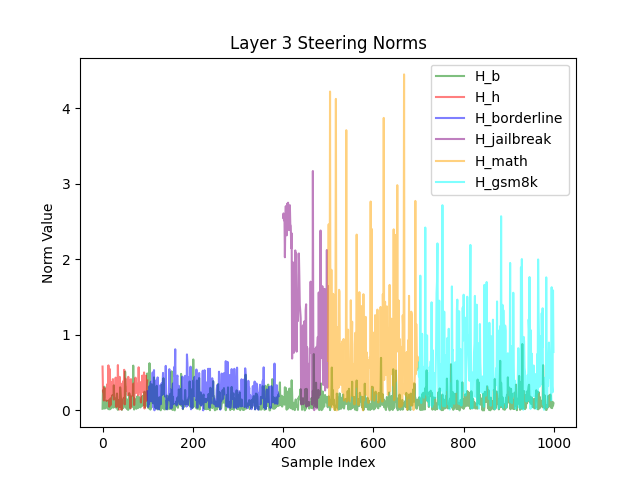 Layer 3 Steering Norms
Norm Value
4
3
2
1
0
0
200
400
600
800
1000
Sample Index
H_b
H_h
H_borderline
H_jailbreak
H_math
H_gsm8k